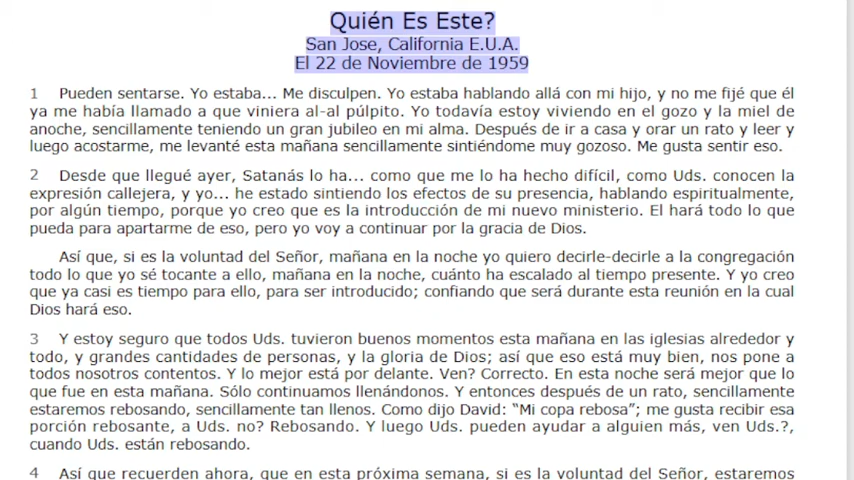 Quién Es Este?
San Jose, California E.U.A.
El 22 de Noviembre de 1959
1 Pueden sentarse. Yo estaba... Me disculpen. Yo estaba hablando allá con mi hijo, y no me fijé que él
ya me había llamado a que viniera al-al púlpito. Yo todavía estoy viviendo en el gozo y la miel de
anoche, sencillamente teniendo un gran jubileo en mi alma. Después de ir a casa y orar un rato y leer y
luego acostarme, me levanté esta mañana sencillamente sintiéndome muy gozoso. Me gusta sentir eso.
2 Desde que llegué ayer, Satanás lo ha... como que me lo ha hecho difícil, como Uds. conocen la
expresión callejera, y yo... he estado sintiendo los efectos de su presencia, hablando espiritualmente,
por algún tiempo, porque yo creo que es la introducción de mi nuevo ministerio. El hará todo lo que
pueda para apartarme de eso, pero yo voy a continuar por la gracia de Dios.
Así que, si es la voluntad del Señor, mañana en la noche yo quiero decirle-decirle a la congregación
todo lo que yo sé tocante a ello, mañana en la noche, cuánto ha escalado al tiempo presente. Y yo creo
que ya casi es tiempo para ello, para ser introducido; confiando que será durante esta reunión en la cual
Dios hará eso.
3 Y estoy seguro que todos Uds. tuvieron buenos momentos esta mañana en las iglesias alrededor y
todo, y grandes cantidades de personas, y la gloria de Dios; así que eso está muy bien, nos pone a
todos nosotros contentos. Y lo mejor está por delante. Ven? Correcto. En esta noche será mejor que lo
que fue en esta mañana. Sólo continuamos llenándonos. Y entonces después de un rato, sencillamente
estaremos rebosando, sencillamente tan llenos. Como dijo David: “Mi copa rebosa”; me gusta recibir esa
porción rebosante, a Uds. no? Rebosando. Y luego Uds. pueden ayudar a alguien más, ven Uds.?,
cuando Uds. están rebosando.
4 Así que recuerden ahora, que en esta próxima semana, si es la voluntad del Señor, estaremos